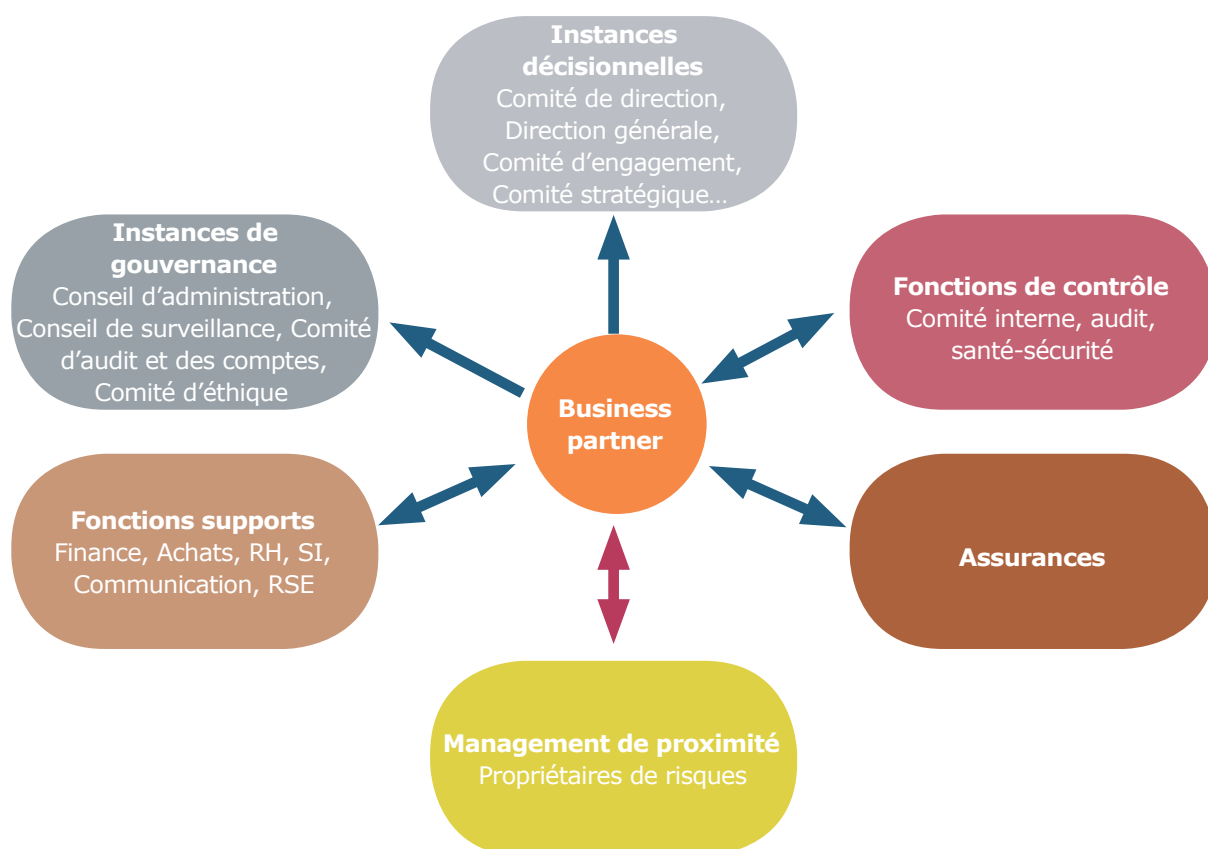 Instances
décisionnelles
Comité de direction,
Direction générale,
Comité d’engagement,
Comité stratégique…
Instances de
gouvernance
Conseil d’administration,
Conseil de surveillance, Comité
d’audit et des comptes,
Comité d’éthique
Fonctions de contrôle
Comité interne, audit,
santé-sécurité
Business
partner
Fonctions supports
Finance, Achats, RH, SI,
Communication, RSE
Assurances
Management de proximité
Propriétaires de risques